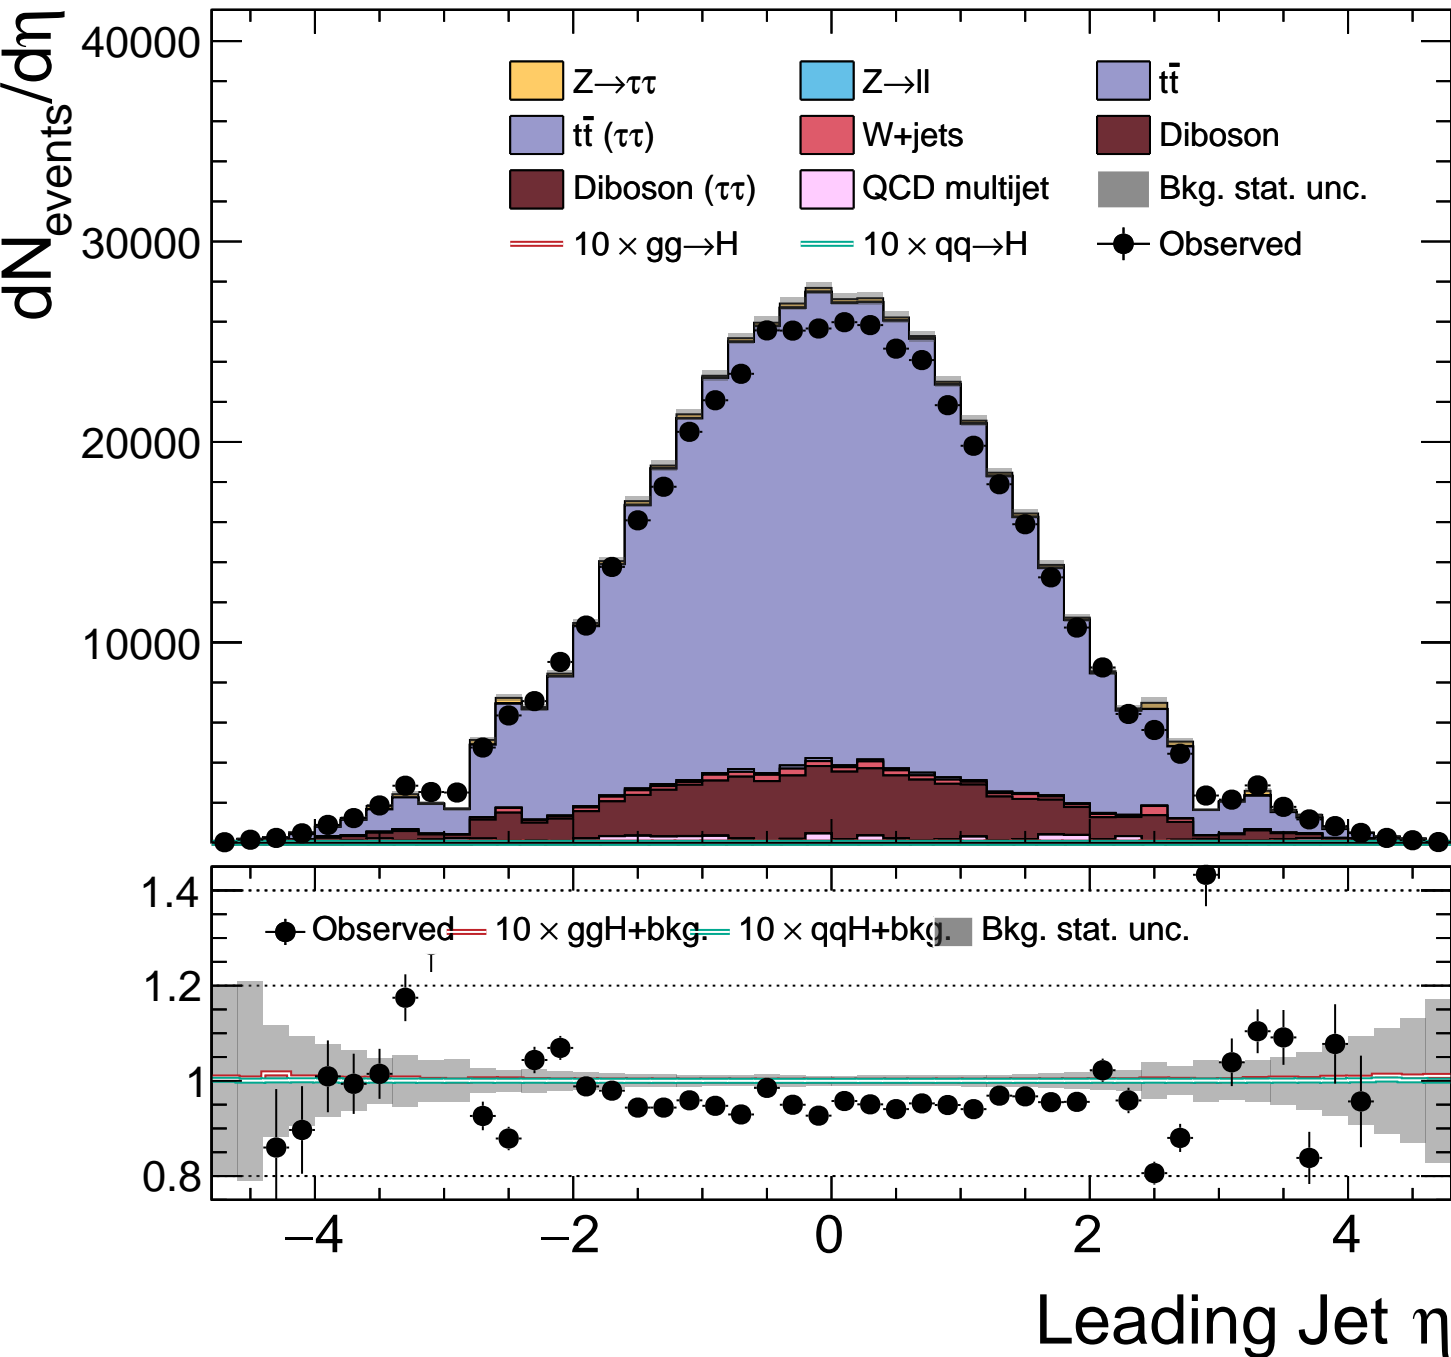 dN_events/dη
40000
30000
20000
10000
Z→ττ Z→ll tt̄
tt̄ (ττ) W+jets Diboson
Diboson (ττ) QCD multijet Bkg. stat. unc.
10 × gg→H 10 × qq→H Observed
1.4
1.2
1
0.8
Observed 10 × ggH+bkg. 10 × qqH+bkg. Bkg. stat. unc.
−4 −2 0 2 4
Leading Jet η